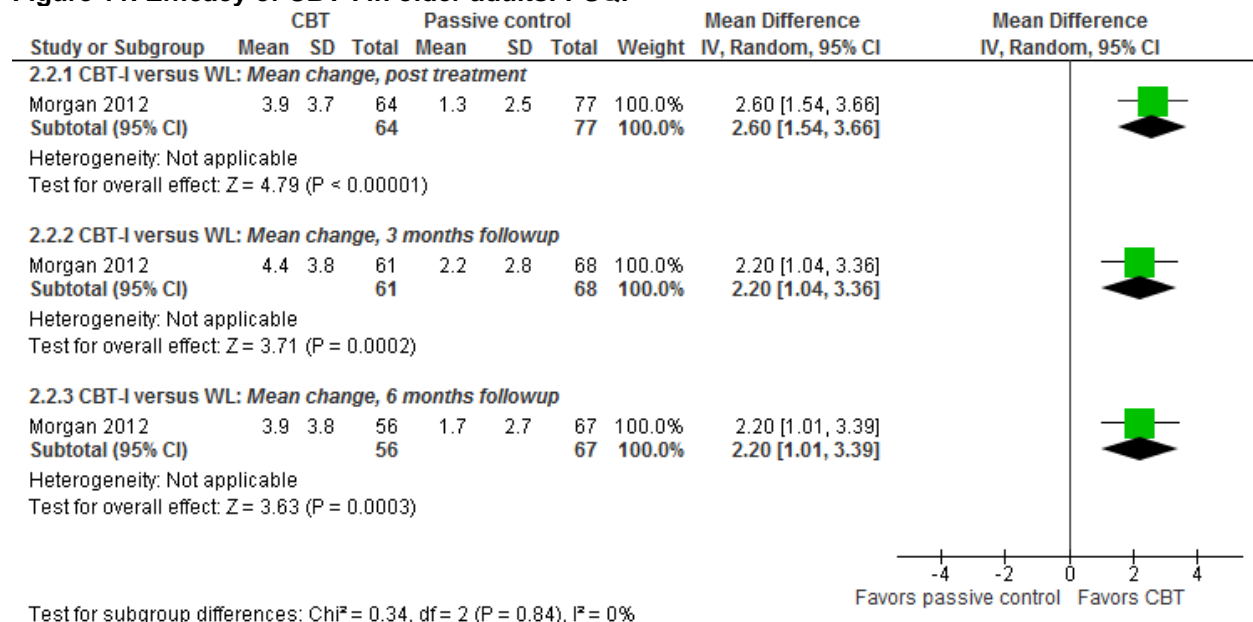 CBT Passive control Mean Difference Mean Difference
Study or Subgroup Mean SD Total Mean SD Total Weight IV, Random, 95% CI IV, Random, 95% CI
2.2.1 CBT-I versus WL: Mean change, post treatment
Morgan 2012 3.9 3.7 64 1.3 2.5 77 100.0% 2.60 [1.54, 3.66]
Subtotal (95% CI) 64 77 100.0% 2.60 [1.54, 3.66]
Heterogeneity: Not applicable
Test for overall effect: Z = 4.79 (P < 0.00001)
2.2.2 CBT-I versus WL: Mean change, 3 months followup
Morgan 2012 4.4 3.8 61 2.2 2.8 68 100.0% 2.20 [1.04, 3.36]
Subtotal (95% CI) 61 68 100.0% 2.20 [1.04, 3.36]
Heterogeneity: Not applicable
Test for overall effect: Z = 3.71 (P = 0.0002)
2.2.3 CBT-I versus WL: Mean change, 6 months followup
Morgan 2012 3.9 3.8 56 1.7 2.7 67 100.0% 2.20 [1.01, 3.39]
Subtotal (95% CI) 56 67 100.0% 2.20 [1.01, 3.39]
Heterogeneity: Not applicable
Test for overall effect: Z = 3.63 (P = 0.0003)
-4 -2 0 2 4
Favors passive control Favors CBT
Test for subgroup differences: Chi² = 0.34, df = 2 (P = 0.84), I² = 0%